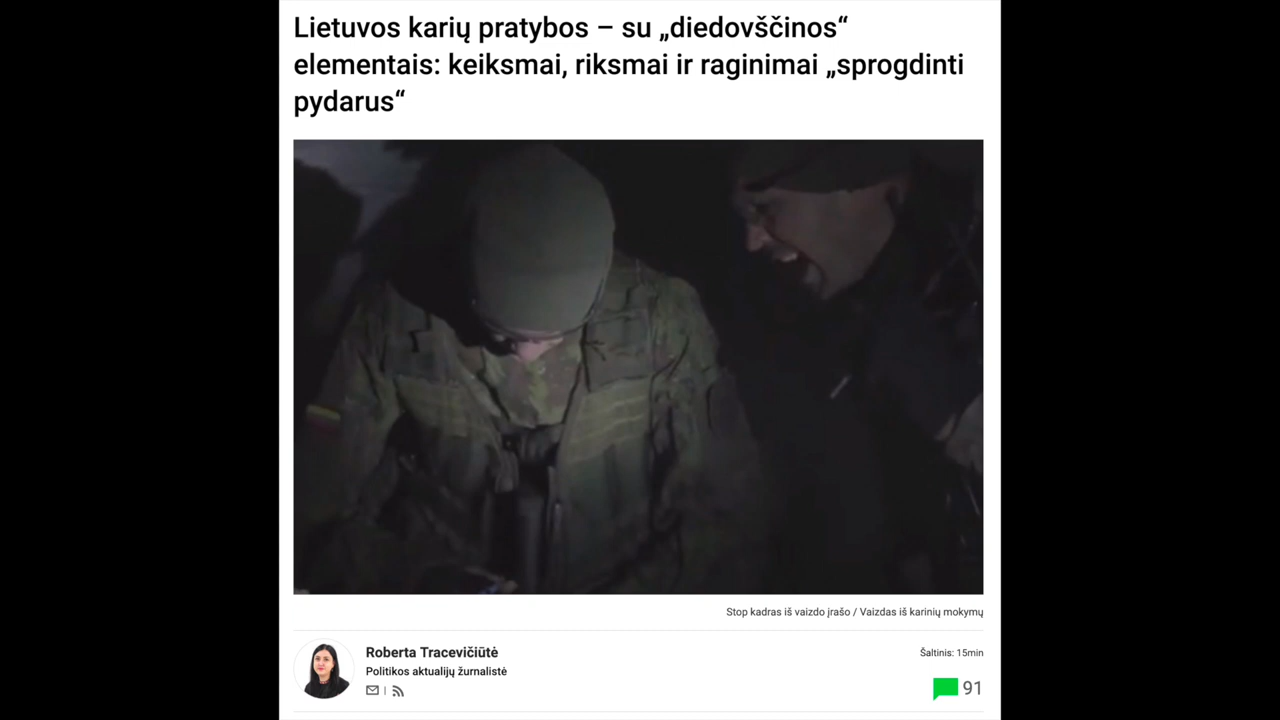 Lietuvos karių pratybos – su „diedovščinos“
elementais: keiksmai, riksmai ir raginimai „sprogdinti
pydarus“
Stop kadras iš vaizdo įrašo / Vaizdas iš karinių mokymų
Roberta Tracevičiūtė
Šaltinis: 15min
Politikos aktualijų žurnalistė
91